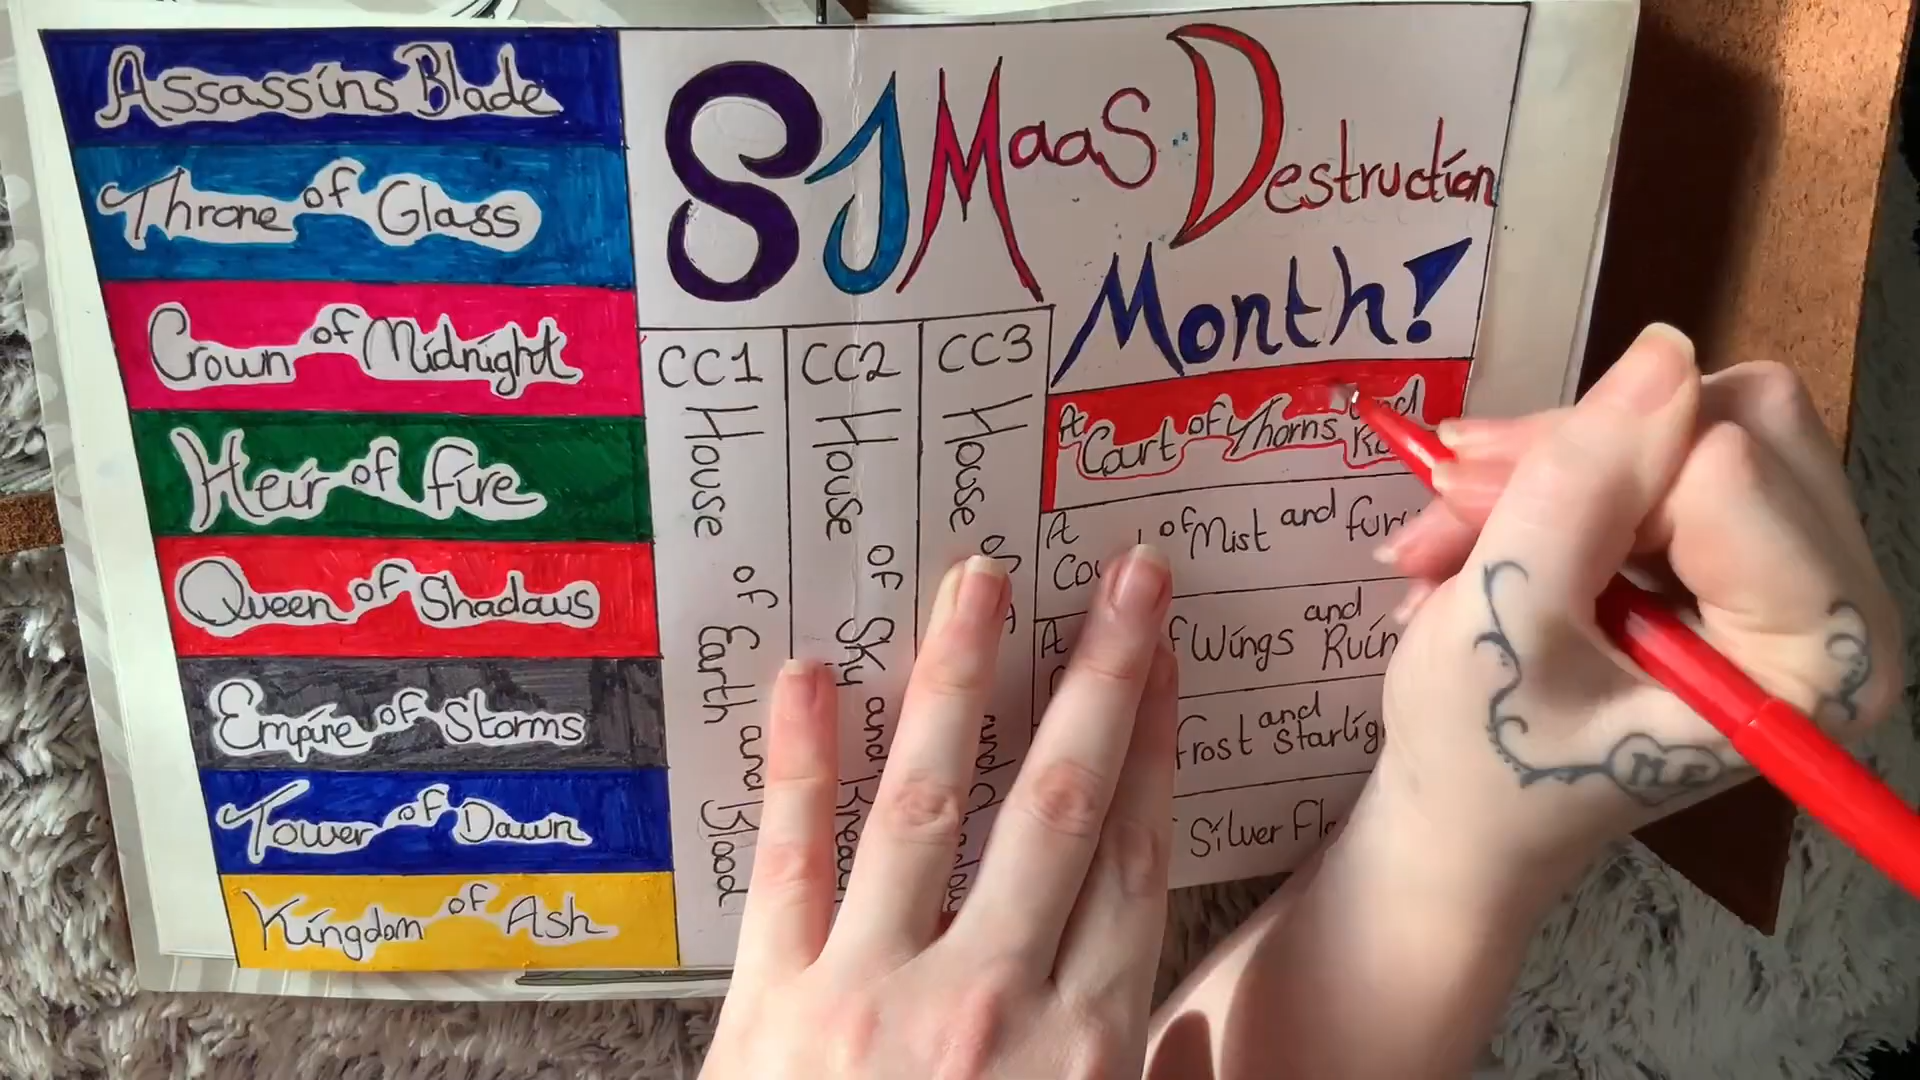 Assassins Blade
Throne of Glass
Crown of Midnight
Heir of fire
Queen of Shadows
Empire of Storms
Tower of Dawn
Kingdom of Ash
SJMaas Destruction
Month!
CC1
House of Earth and Blood
CC2
House of Sky and
CC3
House
A
Court of Thorns and
A
of Mist and
A
Wings and
frost and
Silver
ME